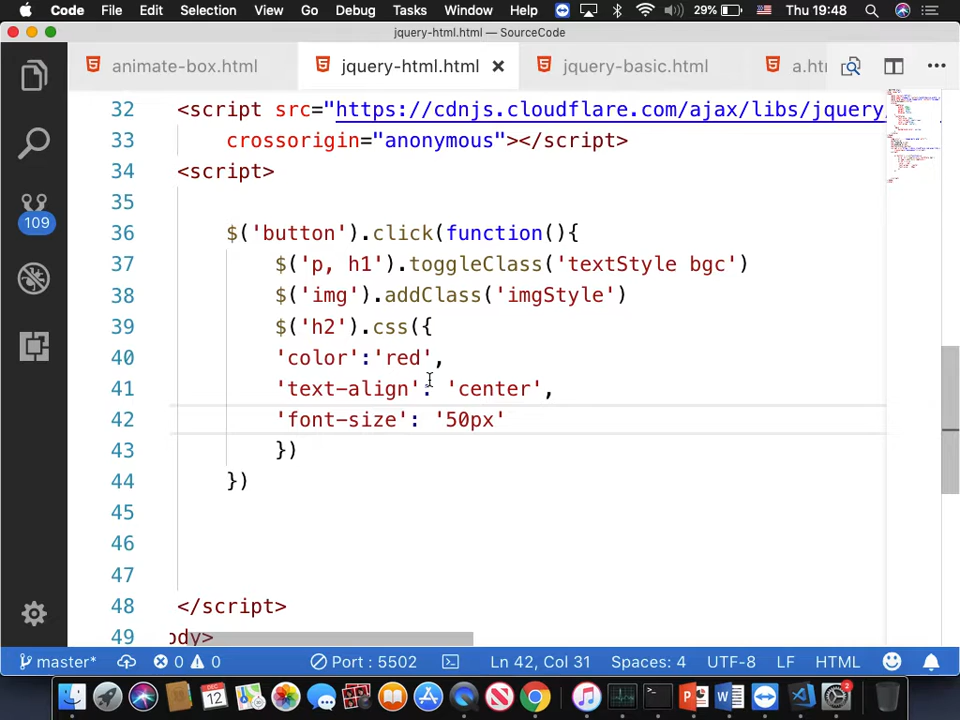 Code File Edit Selection View Go Debug Tasks Window Help 29% Thu 19:48
jquery-html.html — SourceCode
animate-box.html jquery-html.html jquery-basic.html a.ht
32 <script src="https://cdnjs.cloudflare.com/ajax/libs/jquery
33 crossorigin="anonymous"></script>
34 <script>
35
36 $('button').click(function(){
37 $('p, h1').toggleClass('textStyle bgc')
38 $('img').addClass('imgStyle')
39 $('h2').css({
40 'color':'red',
41 'text-align': 'center',
42 'font-size': '50px'
43 })
44 })
45
46
47
48 </script>
49 ody>
109
master* 0 0 Port : 5502 Ln 42, Col 31 Spaces: 4 UTF-8 LF HTML